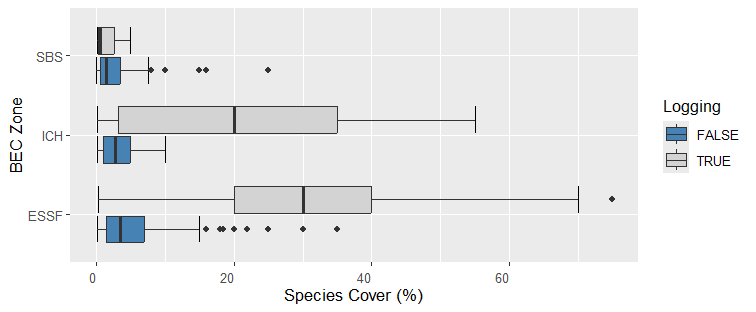 BEC Zone
SBS
ICH
ESSF
0
20
40
60
Species Cover (%)
Logging
FALSE
TRUE